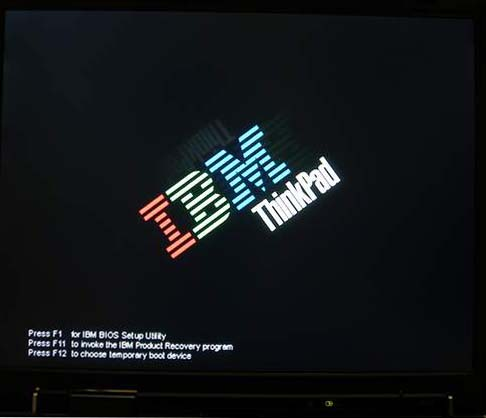 IBM
ThinkPad
Press F1 for IBM BIOS Setup Utility
Press F11 to invoke the IBM Product Recovery program
Press F12 to choose temporary boot device